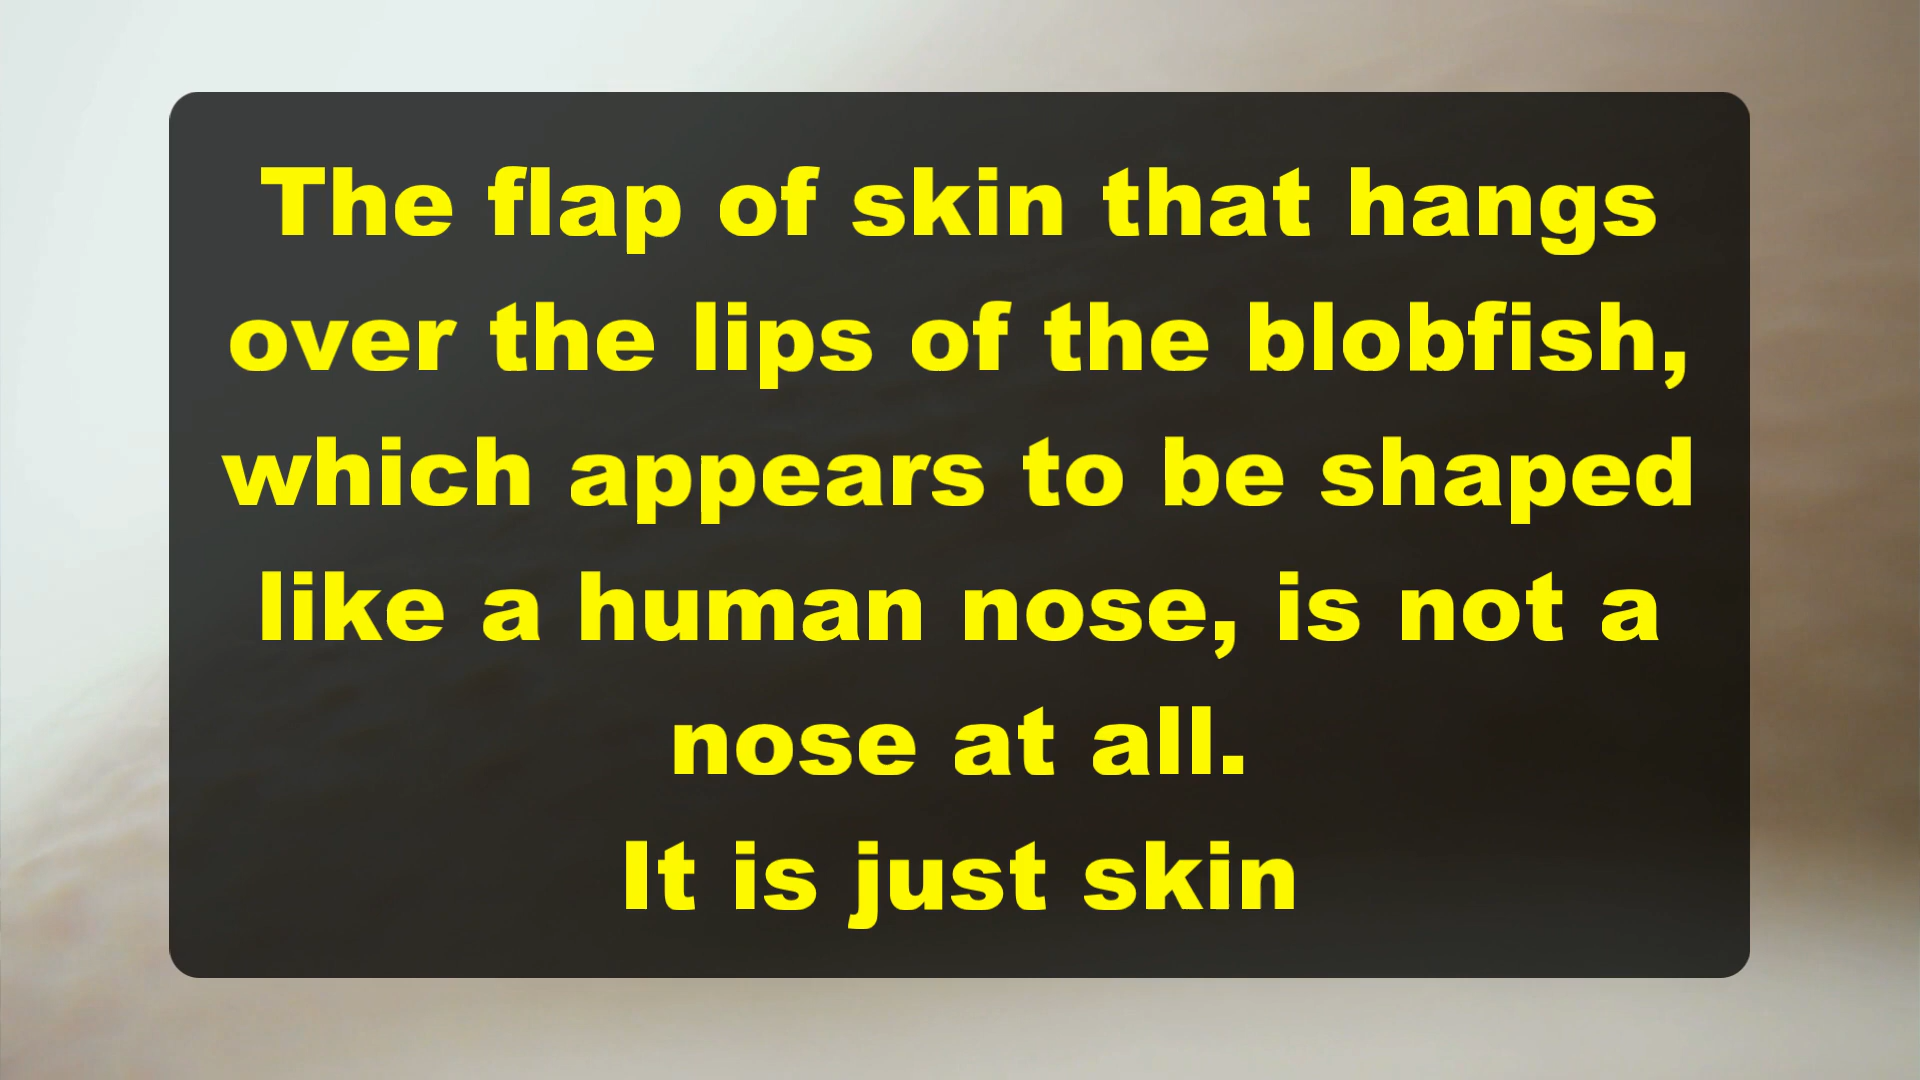 The flap of skin that hangs
over the lips of the blobfish,
which appears to be shaped
like a human nose, is not a
nose at all.
It is just skin